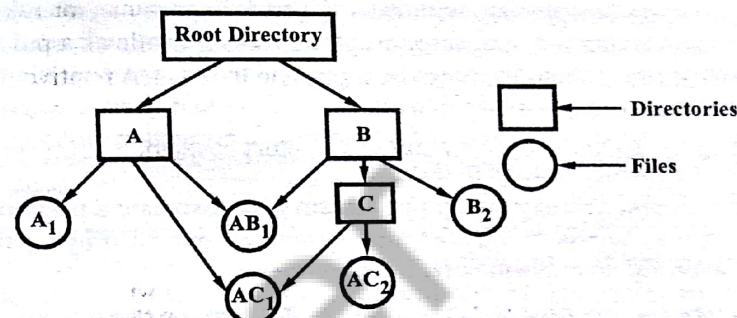 Root Directory
A
B
Directories
Files
A1
AB1
C
B2
AC1
AC2